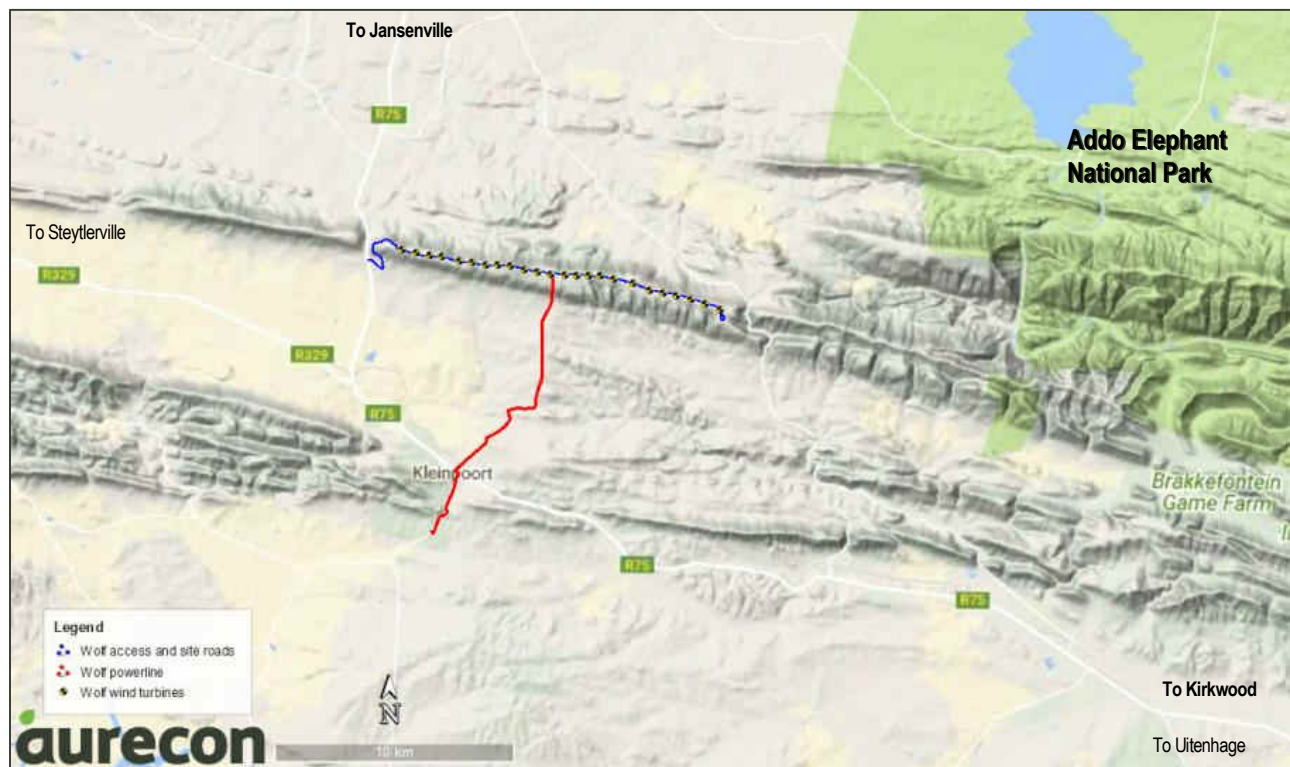 To Jansenville
R75
Addo Elephant
National Park
To Steytlerville
R329
R329
R75
Kleinpoort
Brakkefontein
Game Farm
R75
R75
Legend
Wolf access and site roads
Wolf powerline
Wolf wind turbines
N
To Kirkwood
aurecon
10 km
To Uitenhage